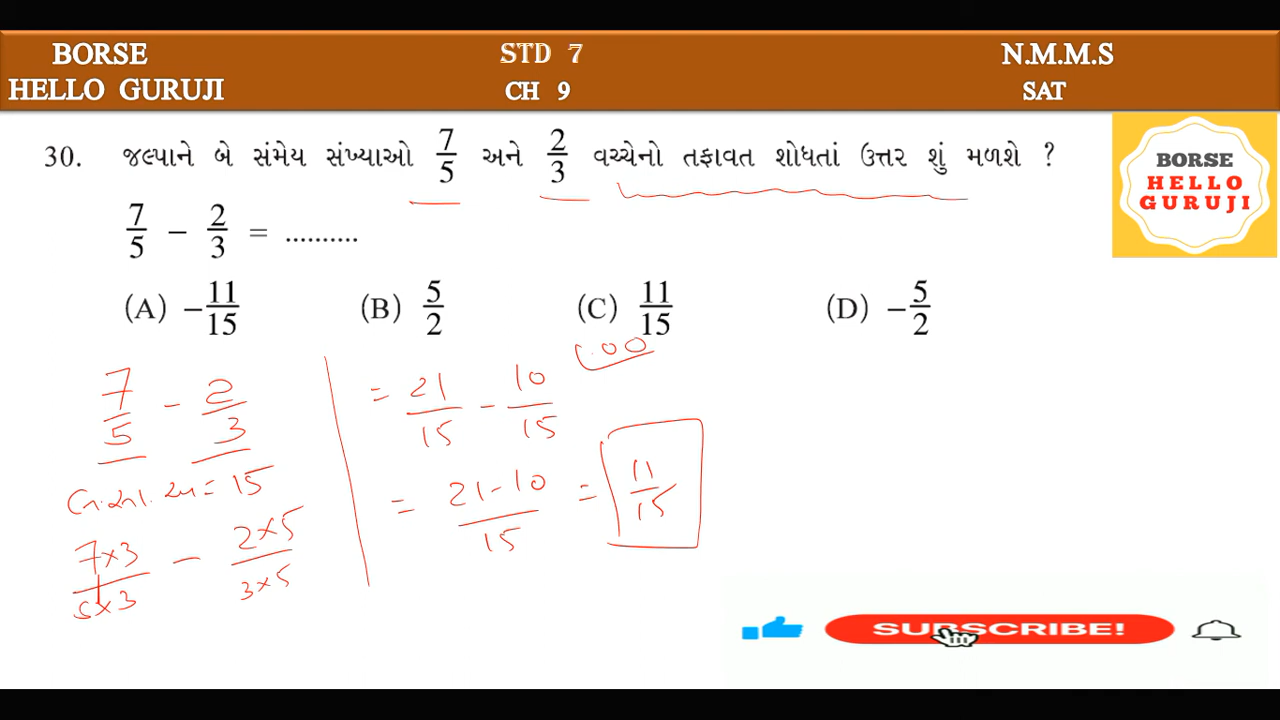 BORSE
HELLO GURUJI
STD 7
CH 9
N.M.M.S
SAT
BORSE
HELLO
GURUJI
30. જલ્પાને બે સંમેય સંખ્યાઓ 7/5 અને 2/3 વચ્ચેનો તફાવત શોધતાં ઉત્તર શું મળશે ?
7/5 − 2/3 = ..........
(A) −11/15 (B) 5/2 (C) 11/15 (D) −5/2
7/5 - 2/3
લ.સા.અ. = 15
7×3/5×3 - 2×5/3×5
= 21/15 - 10/15
= 21-10/15 = 11/15
SUBSCRIBE!